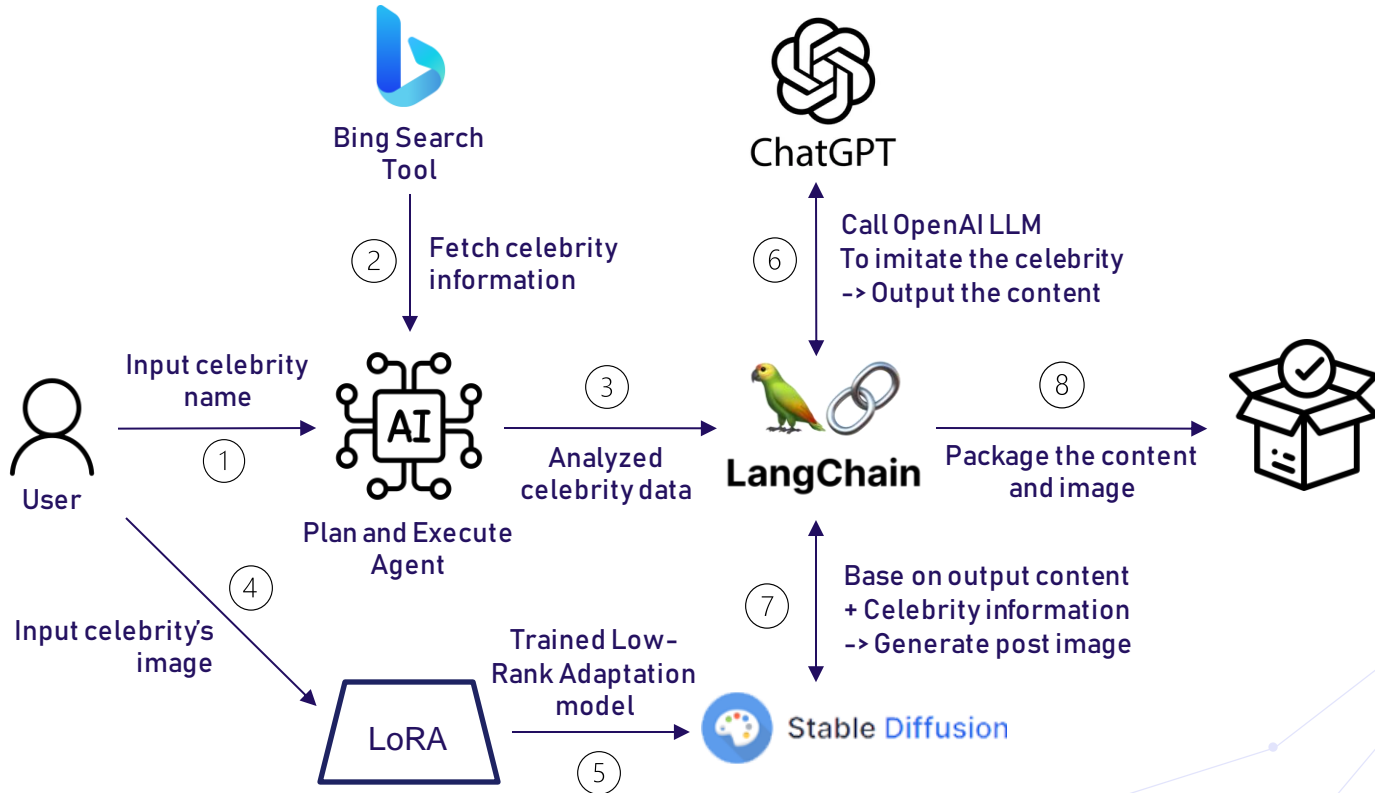 Bing Search
Tool
ChatGPT
2
Fetch celebrity
information
6
Call OpenAI LLM
To imitate the celebrity
-> Output the content
Input celebrity
name
1
User
AI
Plan and Execute
Agent
3
Analyzed
celebrity data
LangChain
8
Package the content
and image
4
Input celebrity's
image
LoRA
Trained Low-
Rank Adaptation
model
5
7
Base on output content
+ Celebrity information
-> Generate post image
Stable Diffusion